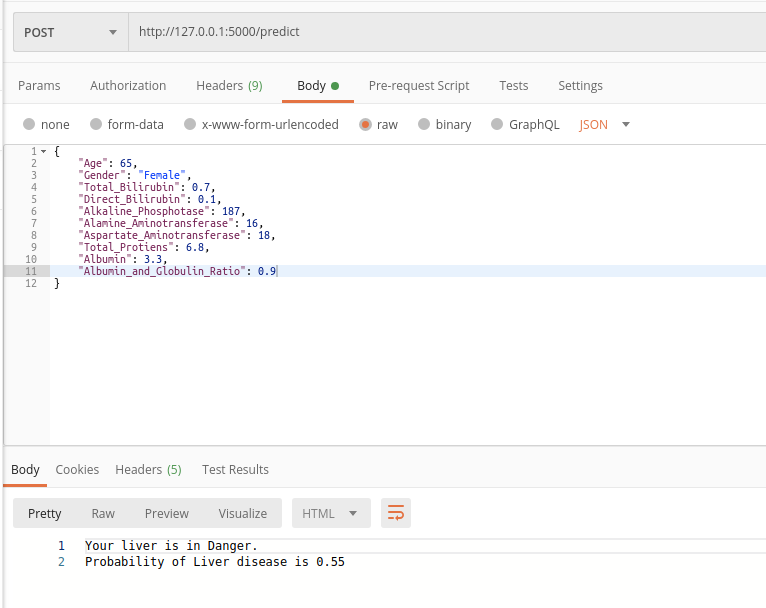 POST http://127.0.0.1:5000/predict
Params Authorization Headers (9) Body Pre-request Script Tests Settings
none form-data x-www-form-urlencoded raw binary GraphQL JSON
1 {
2 "Age": 65,
3 "Gender": "Female",
4 "Total_Bilirubin": 0.7,
5 "Direct_Bilirubin": 0.1,
6 "Alkaline_Phosphotase": 187,
7 "Alamine_Aminotransferase": 16,
8 "Aspartate_Aminotransferase": 18,
9 "Total_Protiens": 6.8,
10 "Albumin": 3.3,
11 "Albumin_and_Globulin_Ratio": 0.9
12 }
Body Cookies Headers (5) Test Results
Pretty Raw Preview Visualize HTML
1 Your liver is in Danger.
2 Probability of Liver disease is 0.55